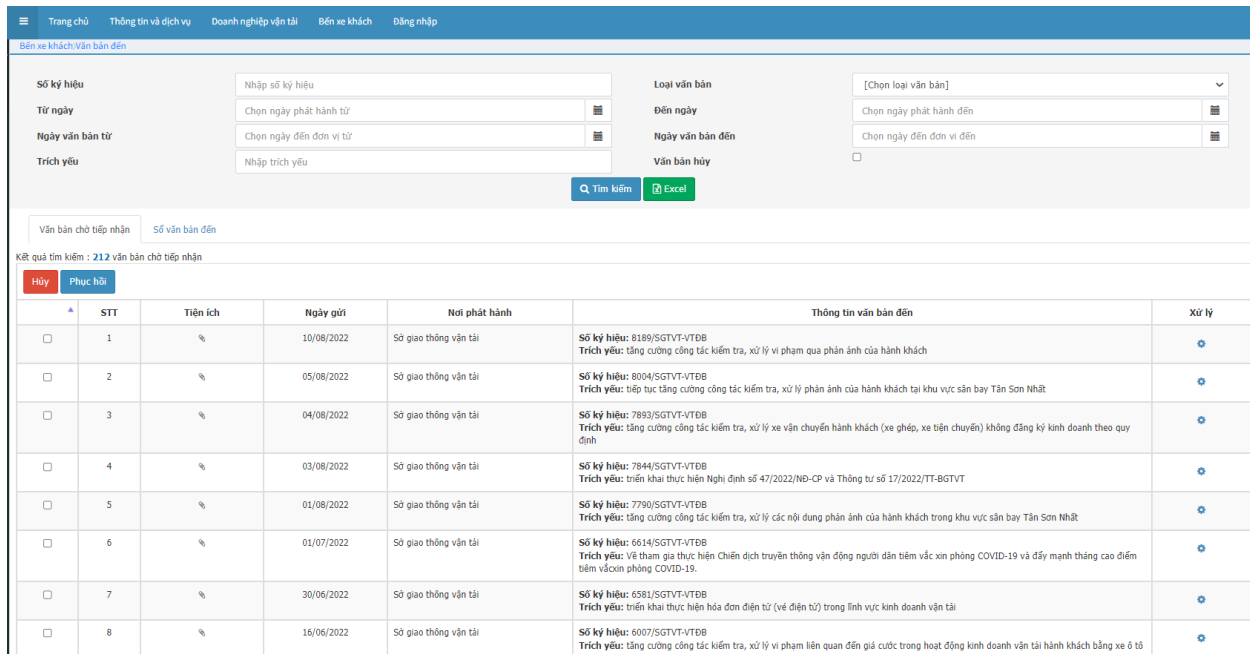 Trang chủ Thông tin và dịch vụ Doanh nghiệp vận tải Bến xe khách Đăng nhập
Bến xe khách\Văn bản đến
Số ký hiệu Nhập số ký hiệu Loại văn bản [Chọn loại văn bản]
Từ ngày Chọn ngày phát hành từ Đến ngày Chọn ngày phát hành đến
Ngày văn bản từ Chọn ngày đến đơn vị từ Ngày văn bản đến Chọn ngày đến đơn vi đến
Trích yếu Nhập trích yếu Văn bản hủy
Tìm kiếm Excel
Văn bản chờ tiếp nhận Sổ văn bản đến
Kết quả tìm kiếm : 212 văn bản chờ tiếp nhận
Hủy Phục hồi
STT Tiện ích Ngày gửi Nơi phát hành Thông tin văn bản đến Xử lý
1 10/08/2022 Sở giao thông vận tải Số ký hiệu: 8189/SGTVT-VTĐB
Trích yếu: tăng cường công tác kiểm tra, xử lý vi phạm qua phản ánh của hành khách
2 05/08/2022 Sở giao thông vận tải Số ký hiệu: 8004/SGTVT-VTĐB
Trích yếu: tiếp tục tăng cường công tác kiểm tra, xử lý phản ánh của hành khách tại khu vực sân bay Tân Sơn Nhất
3 04/08/2022 Sở giao thông vận tải Số ký hiệu: 7893/SGTVT-VTĐB
Trích yếu: tăng cường công tác kiểm tra, xử lý xe vận chuyển hành khách (xe ghép, xe tiện chuyến) không đăng ký kinh doanh theo quy
định
4 03/08/2022 Sở giao thông vận tải Số ký hiệu: 7844/SGTVT-VTĐB
Trích yếu: triển khai thực hiện Nghị định số 47/2022/NĐ-CP và Thông tư số 17/2022/TT-BGTVT
5 01/08/2022 Sở giao thông vận tải Số ký hiệu: 7790/SGTVT-VTĐB
Trích yếu: tăng cường công tác kiểm tra, xử lý các nội dung phản ánh của hành khách trong khu vực sân bay Tân Sơn Nhất
6 01/07/2022 Sở giao thông vận tải Số ký hiệu: 6614/SGTVT-VTĐB
Trích yếu: Về tham gia thực hiện Chiến dịch truyền thông vận động người dân tiêm vắc xin phòng COVID-19 và đẩy mạnh tháng cao điểm
tiêm vắcxin phòng COVID-19.
7 30/06/2022 Sở giao thông vận tải Số ký hiệu: 6581/SGTVT-VTĐB
Trích yếu: triển khai thực hiện hóa đơn điện tử (vé điện tử) trong lĩnh vực kinh doanh vận tải
8 16/06/2022 Sở giao thông vận tải Số ký hiệu: 6007/SGTVT-VTĐB
Trích yếu: tăng cường công tác kiểm tra, xử lý vi phạm liên quan đến giá cước trong hoạt động kinh doanh vận tải hành khách bằng xe ô tô